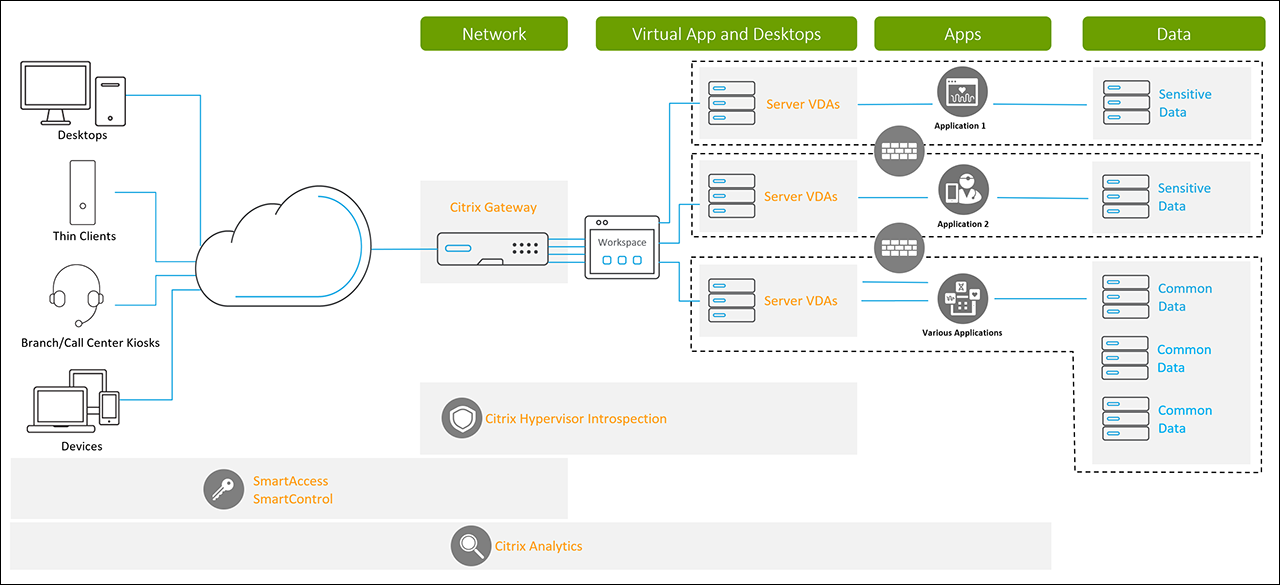 Network
Virtual App and Desktops
Apps
Data
Desktops
Thin Clients
Branch/Call Center Kiosks
Devices
Citrix Gateway
Workspace
Server VDAs
Application 1
Sensitive
Data
Server VDAs
Application 2
Sensitive
Data
Server VDAs
Various Applications
Common
Data
Common
Data
Common
Data
Citrix Hypervisor Introspection
SmartAccess
SmartControl
Citrix Analytics